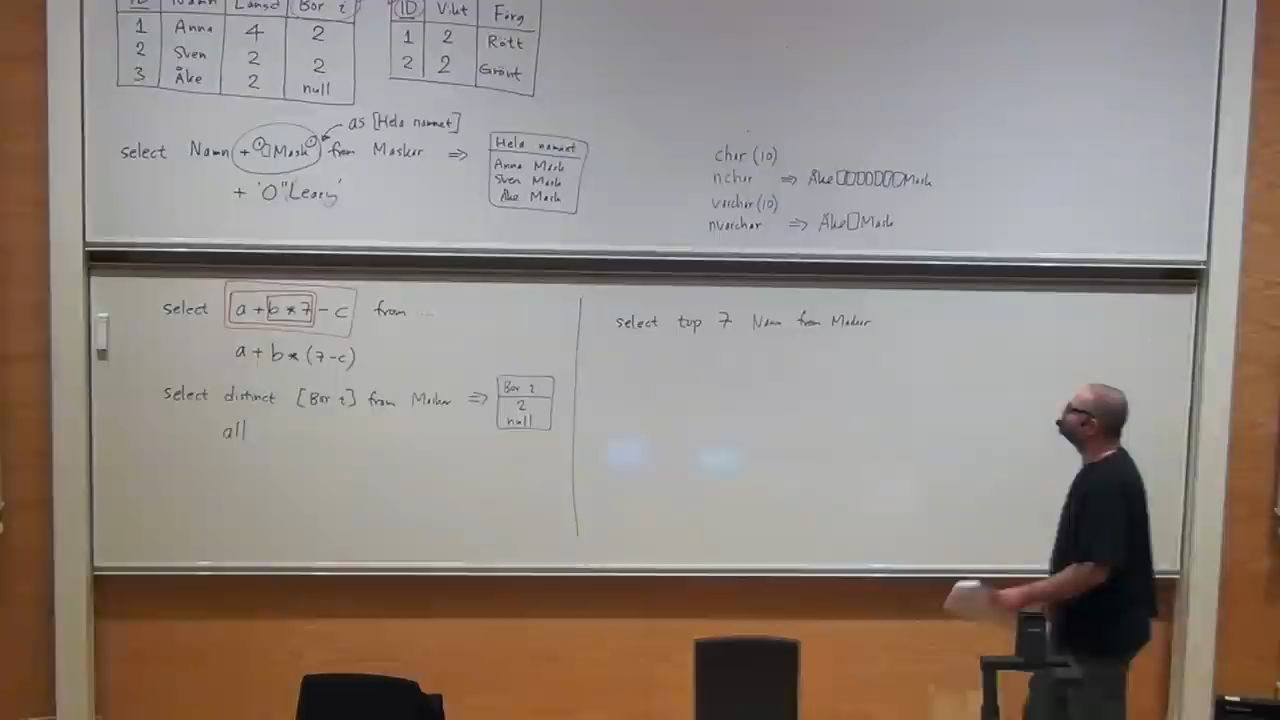 ID Namn Längd Bor i
1 Anna 4 2
2 Sven 2 2
3 Åke 2 null
ID Vikt Färg
1 2 Rött
2 2 Grönt
as [Hela namnet]
select Namn + '▯Mask' from Maskar ⇒
+ 'O''Leary'
Hela namnet
Anna Mask
Sven Mask
Åke Mask
char (10)
nchar ⇒ Åke▯▯▯▯▯▯▯Mask
varchar (10)
nvarchar ⇒ Åke▯Mask
select a + b * 7 - c from ...
a + b * (7 - c)
select distinct [Bor i] from Maskar ⇒
all
Bor i
2
null
select top 7 Namn from Maskar